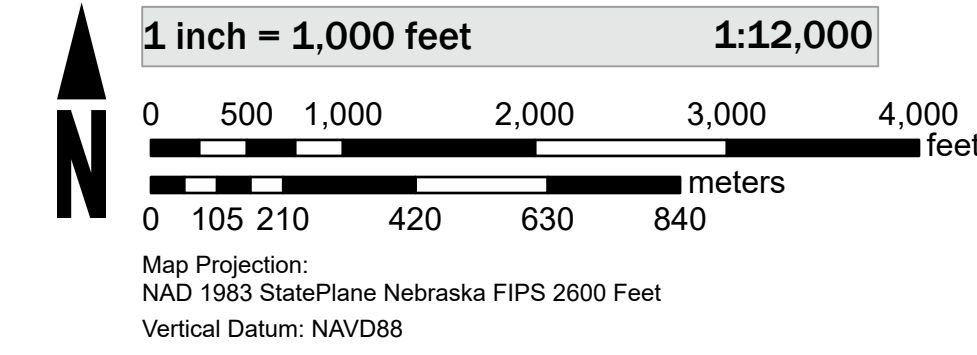 1 inch = 1,000 feet 1:12,000
0 500 1,000 2,000 3,000 4,000
feet
meters
0 105 210 420 630 840
N
Map Projection:
NAD 1983 StatePlane Nebraska FIPS 2600 Feet
Vertical Datum: NAVD88